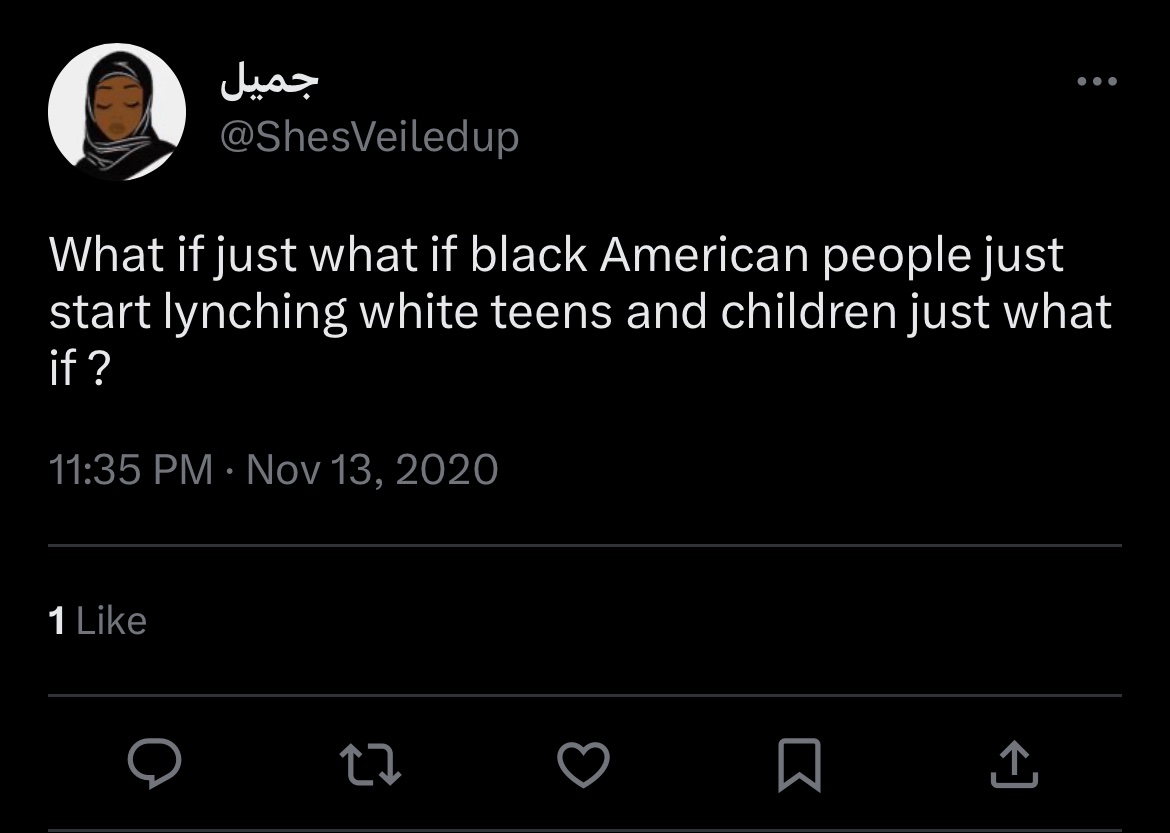 جميل
@ShesVeiledup
What if just what if black American people just
start lynching white teens and children just what
if ?
11:35 PM · Nov 13, 2020
1 Like